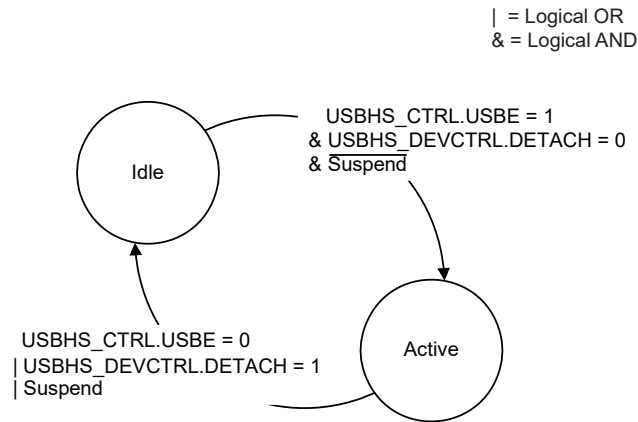 | = Logical OR
& = Logical AND
USBHS_CTRL.USBE = 1
& USBHS_DEVCTRL.DETACH = 0
& Suspend
Idle
USBHS_CTRL.USBE = 0
| USBHS_DEVCTRL.DETACH = 1
| Suspend
Active